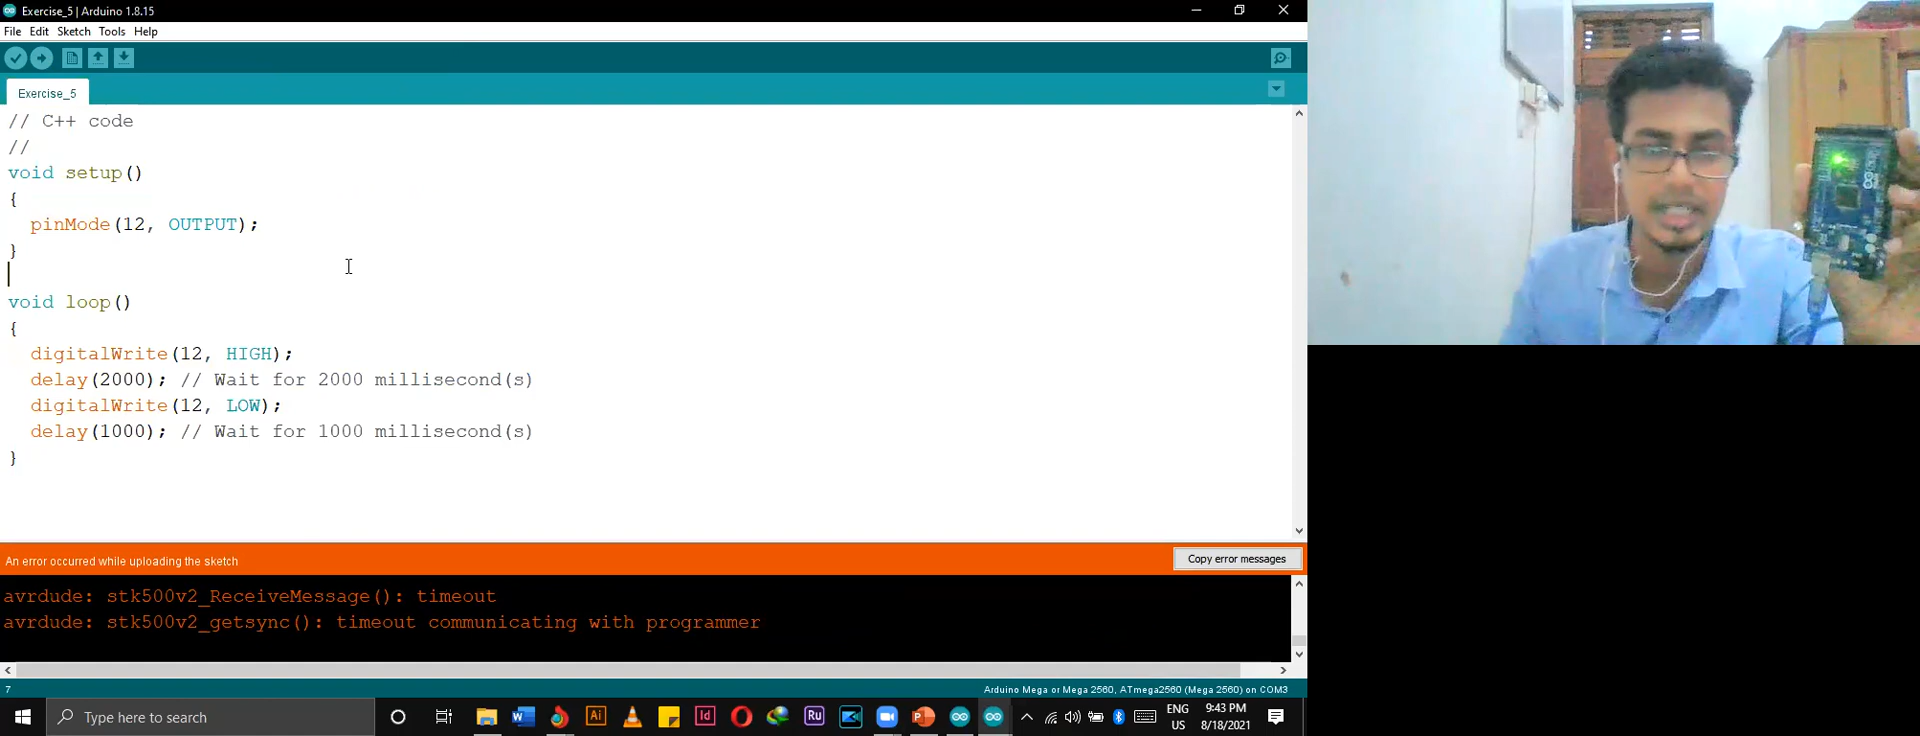 Exercise_5 | Arduino 1.8.15
File Edit Sketch Tools Help
Exercise_5
// C++ code
//
void setup()
{
pinMode(12, OUTPUT);
}
void loop()
{
digitalWrite(12, HIGH);
delay(2000); // Wait for 2000 millisecond(s)
digitalWrite(12, LOW);
delay(1000); // Wait for 1000 millisecond(s)
}
An error occurred while uploading the sketch
Copy error messages
avrdude: stk500v2_ReceiveMessage(): timeout
avrdude: stk500v2_getsync(): timeout communicating with programmer
7
Arduino Mega or Mega 2560, ATmega2560 (Mega 2560) on COM3
Type here to search
Ai
Id
Ru
ENG
US
9:43 PM
8/18/2021